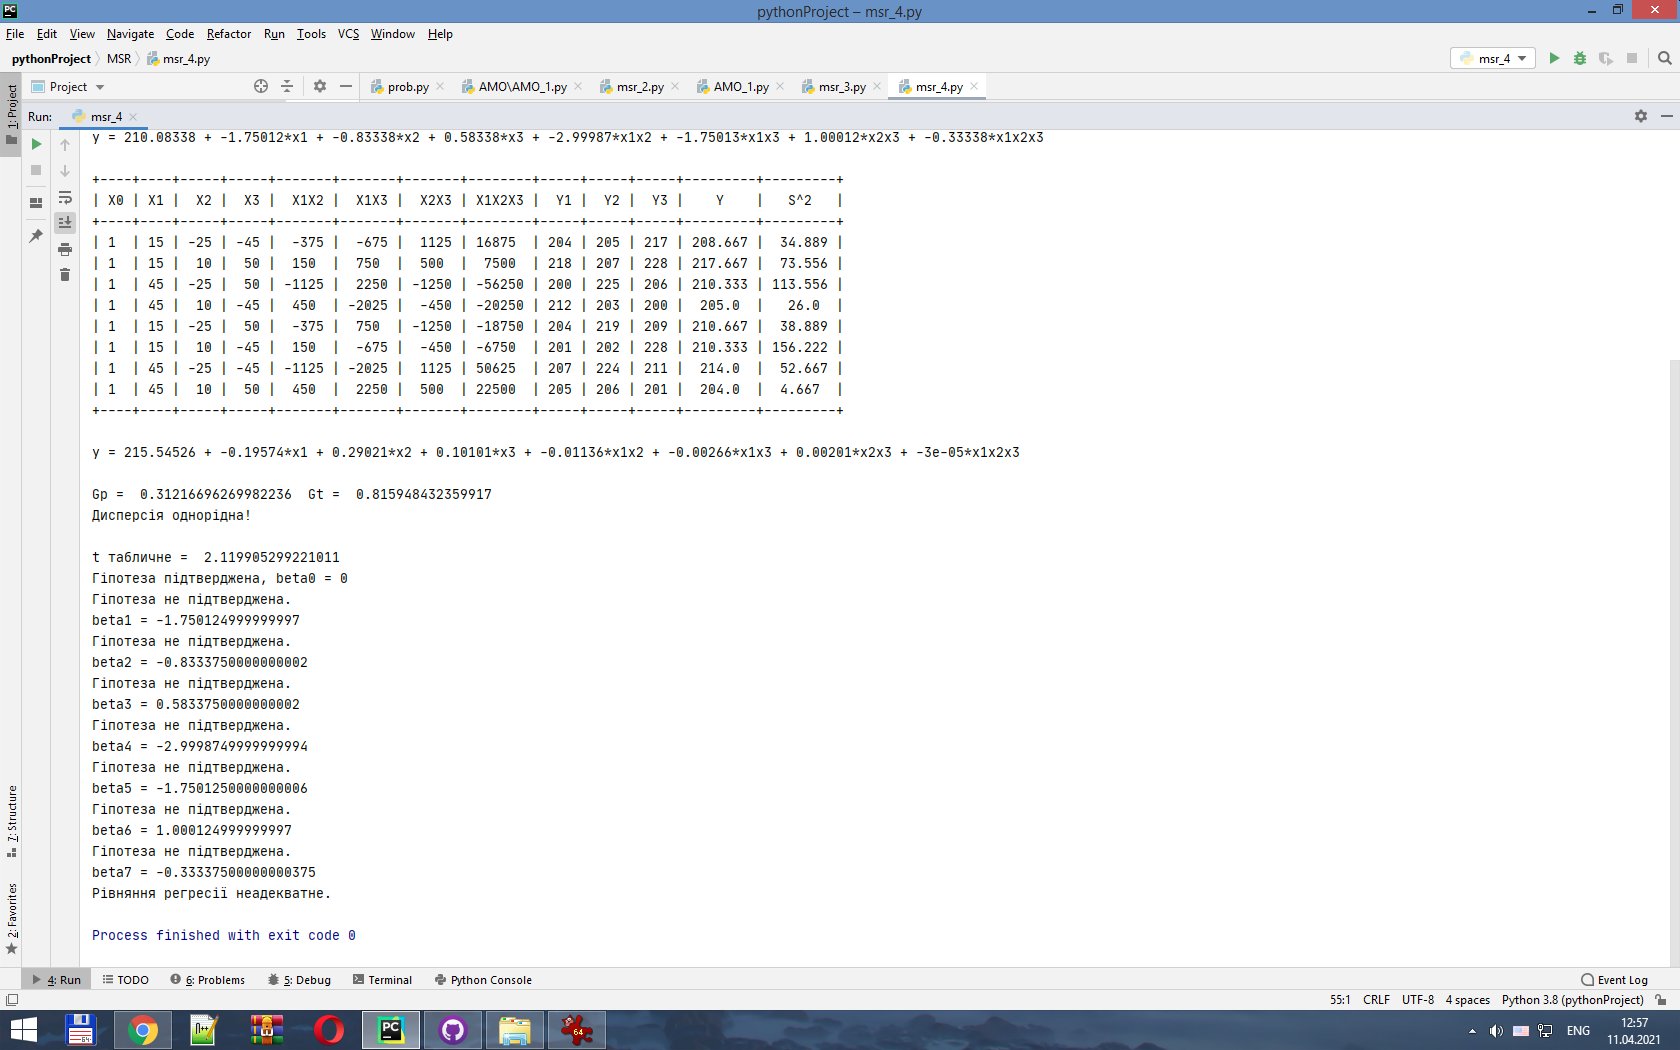 PC
pythonProject – msr_4.py
File Edit View Navigate Code Refactor Run Tools VCS Window Help
pythonProject MSR msr_4.py
msr_4
1: Project
Project
prob.py AMO\AMO_1.py msr_2.py AMO_1.py msr_3.py msr_4.py
Run: msr_4
y = 210.08338 + -1.75012*x1 + -0.83338*x2 + 0.58338*x3 + -2.99987*x1x2 + -1.75013*x1x3 + 1.00012*x2x3 + -0.33338*x1x2x3
+----+----+-----+-----+-------+-------+-------+--------+-----+-----+-----+---------+---------+
| X0 | X1 |  X2 |  X3 |  X1X2 |  X1X3 |  X2X3 | X1X2X3 |  Y1 |  Y2 |  Y3 |    Y    |   S^2   |
+----+----+-----+-----+-------+-------+-------+--------+-----+-----+-----+---------+---------+
| 1  | 15 | -25 | -45 |  -375 |  -675 |  1125 | 16875  | 204 | 205 | 217 | 208.667 |  34.889 |
| 1  | 15 |  10 |  50 |  150  |  750  |  500  |  7500  | 218 | 207 | 228 | 217.667 |  73.556 |
| 1  | 45 | -25 |  50 | -1125 |  2250 | -1250 | -56250 | 200 | 225 | 206 | 210.333 | 113.556 |
| 1  | 45 |  10 | -45 |  450  | -2025 |  -450 | -20250 | 212 | 203 | 200 |  205.0  |   26.0  |
| 1  | 15 | -25 |  50 |  -375 |  750  | -1250 | -18750 | 204 | 219 | 209 | 210.667 |  38.889 |
| 1  | 15 |  10 | -45 |  150  |  -675 |  -450 | -6750  | 201 | 202 | 228 | 210.333 | 156.222 |
| 1  | 45 | -25 | -45 | -1125 | -2025 |  1125 | 50625  | 207 | 224 | 211 |  214.0  |  52.667 |
| 1  | 45 |  10 |  50 |  450  |  2250 |  500  | 22500  | 205 | 206 | 201 |  204.0  |  4.667  |
+----+----+-----+-----+-------+-------+-------+--------+-----+-----+-----+---------+---------+
y = 215.54526 + -0.19574*x1 + 0.29021*x2 + 0.10101*x3 + -0.01136*x1x2 + -0.00266*x1x3 + 0.00201*x2x3 + -3e-05*x1x2x3
Gp =  0.31216696269982236  Gt =  0.815948432359917
Дисперсія однорідна!
t табличне =  2.119905299221011
Гіпотеза підтверджена, beta0 = 0
Гіпотеза не підтверджена.
beta1 = -1.750124999999997
Гіпотеза не підтверджена.
beta2 = -0.8333750000000002
Гіпотеза не підтверджена.
beta3 = 0.5833750000000002
Гіпотеза не підтверджена.
beta4 = -2.9998749999999994
Гіпотеза не підтверджена.
beta5 = -1.7501250000000006
Гіпотеза не підтверджена.
beta6 = 1.000124999999997
Гіпотеза не підтверджена.
beta7 = -0.33337500000000375
Рівняння регресії неадекватне.
Process finished with exit code 0
7: Structure
2: Favorites
4: Run TODO 6: Problems 5: Debug Terminal Python Console Event Log
55:1 CRLF UTF-8 4 spaces Python 3.8 (pythonProject)
64
N++
PC
64
ENG
12:57
11.04.2021